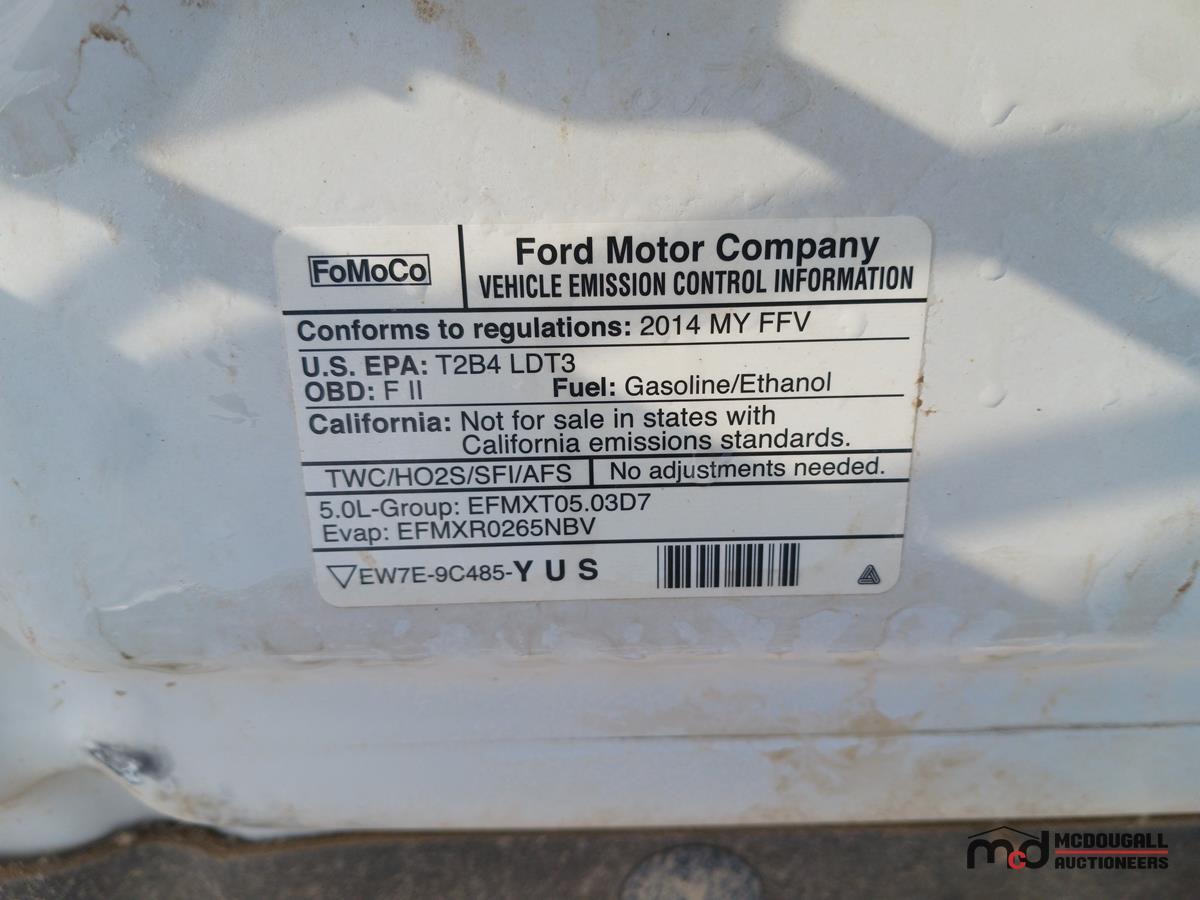 FoMoCo
Ford Motor Company
VEHICLE EMISSION CONTROL INFORMATION
Conforms to regulations: 2014 MY FFV
U.S. EPA: T2B4 LDT3
OBD: F II Fuel: Gasoline/Ethanol
California: Not for sale in states with
California emissions standards.
TWC/HO2S/SFI/AFS No adjustments needed.
5.0L-Group: EFMXT05.03D7
Evap: EFMXR0265NBV
EW7E-9C485-Y U S
mcd MCDOUGALL
AUCTIONEERS